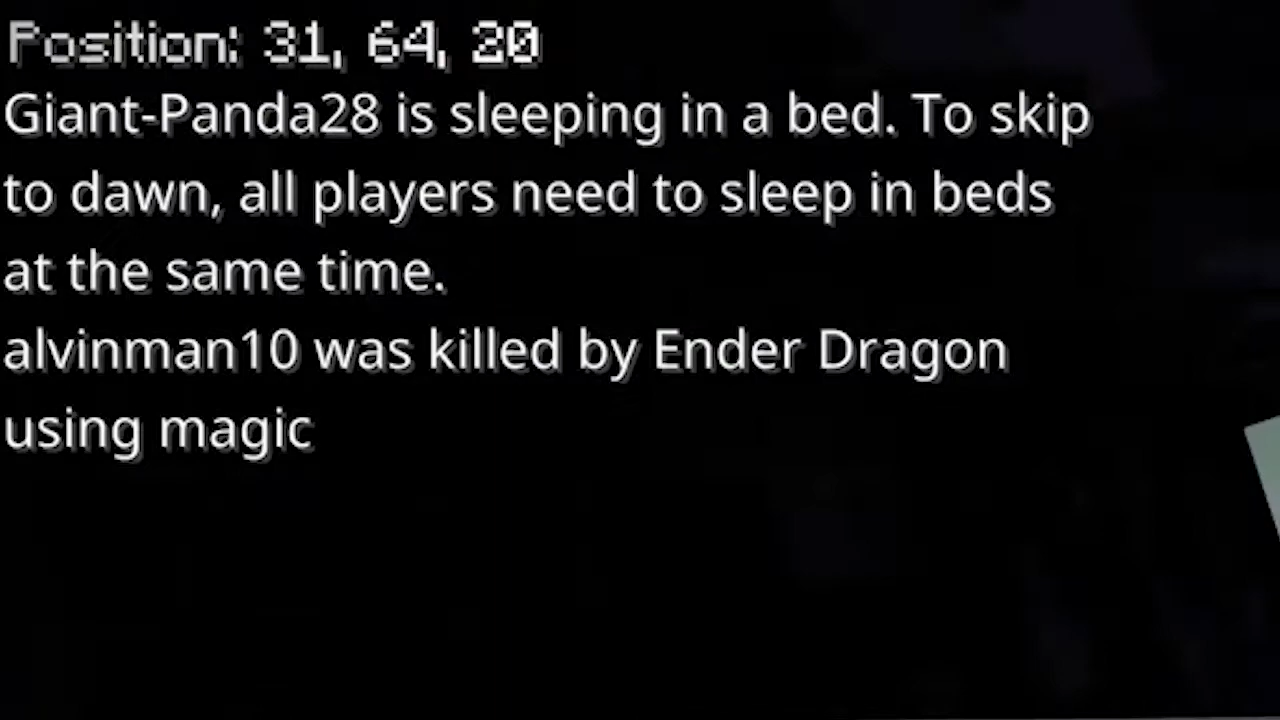 Position: 31, 64, 20
Giant-Panda28 is sleeping in a bed. To skip
to dawn, all players need to sleep in beds
at the same time.
alvinman10 was killed by Ender Dragon
using magic